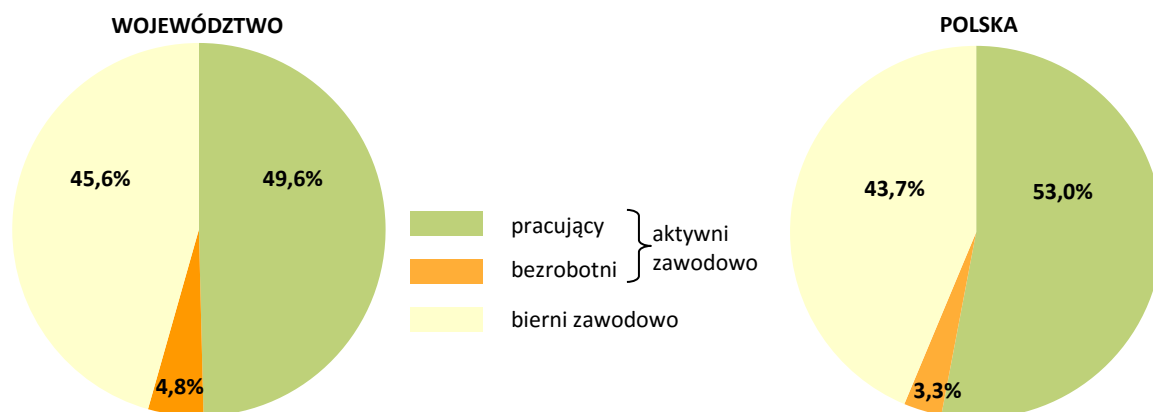 WOJEWÓDZTWO
45,6%
49,6%
4,8%
pracujący
bezrobotni
aktywni
zawodowo
bierni zawodowo
POLSKA
43,7%
53,0%
3,3%